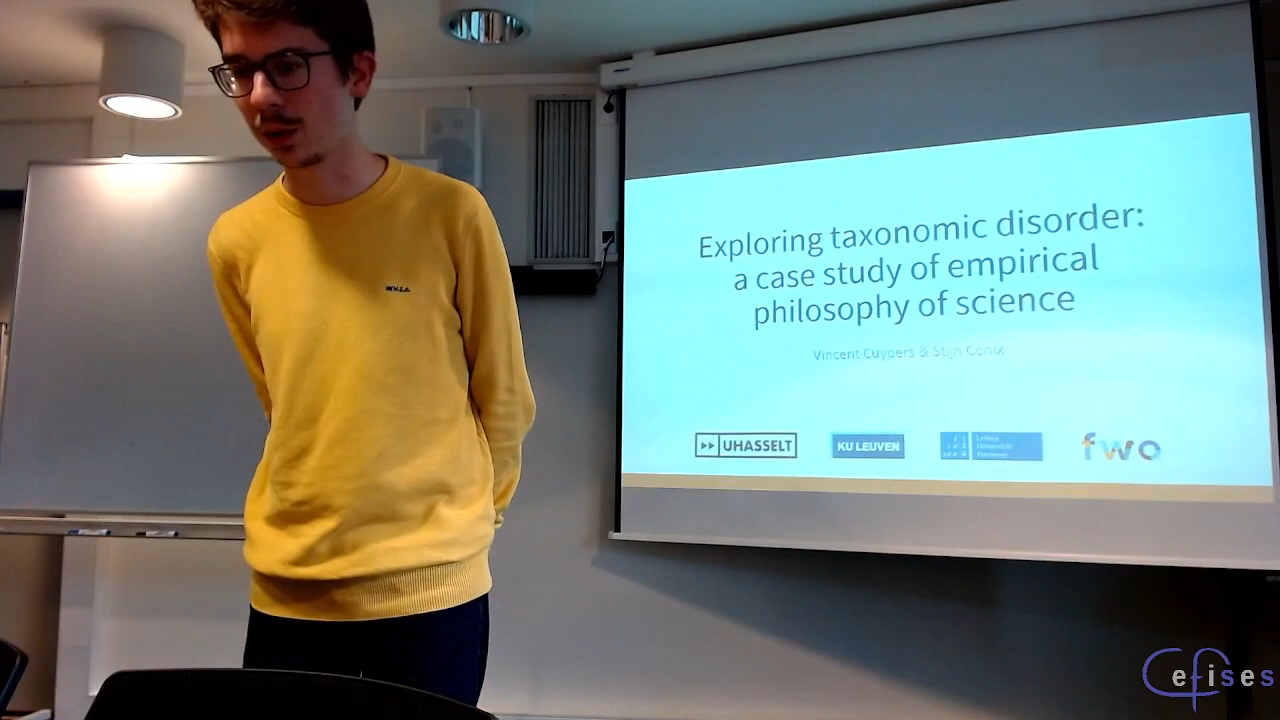 Exploring taxonomic disorder:
a case study of empirical
philosophy of science
Vincent Cuypers & Stijn Conix
UHASSELT
KU LEUVEN
fwo
efises